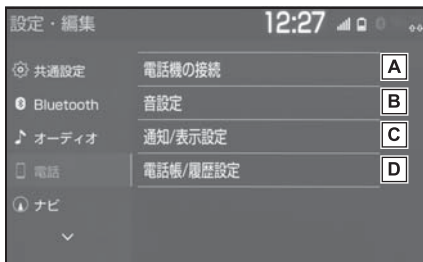 設定・編集 12:27
共通設定 電話機の接続 A
Bluetooth 音設定 B
オーディオ 通知/表示設定 C
電話 電話帳/履歴設定 D
ナビ